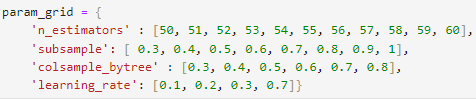 param_grid = {
    'n_estimators' : [50, 51, 52, 53, 54, 55, 56, 57, 58, 59, 60],
    'subsample': [ 0.3, 0.4, 0.5, 0.6, 0.7, 0.8, 0.9, 1],
    'colsample_bytree' : [0.3, 0.4, 0.5, 0.6, 0.7, 0.8],
    'learning_rate': [0.1, 0.2, 0.3, 0.7]}